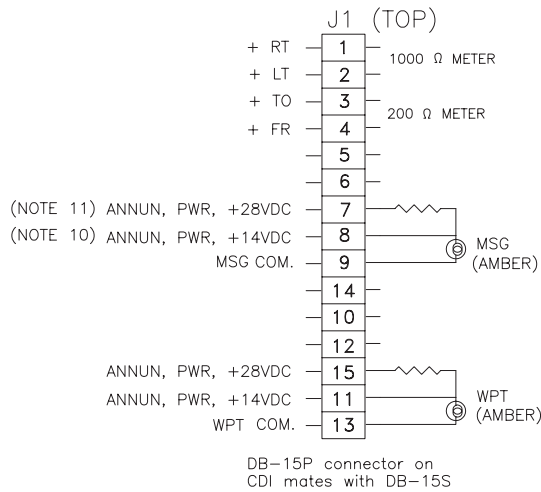 J1 (TOP)
+ RT 1 1000 Ω METER
+ LT 2
+ TO 3 200 Ω METER
+ FR 4
5
6
(NOTE 11) ANNUN, PWR, +28VDC 7
(NOTE 10) ANNUN, PWR, +14VDC 8 MSG
MSG COM. 9 (AMBER)
14
10
12
ANNUN, PWR, +28VDC 15
ANNUN, PWR, +14VDC 11 WPT
WPT COM. 13 (AMBER)
DB-15P connector on
CDI mates with DB-15S